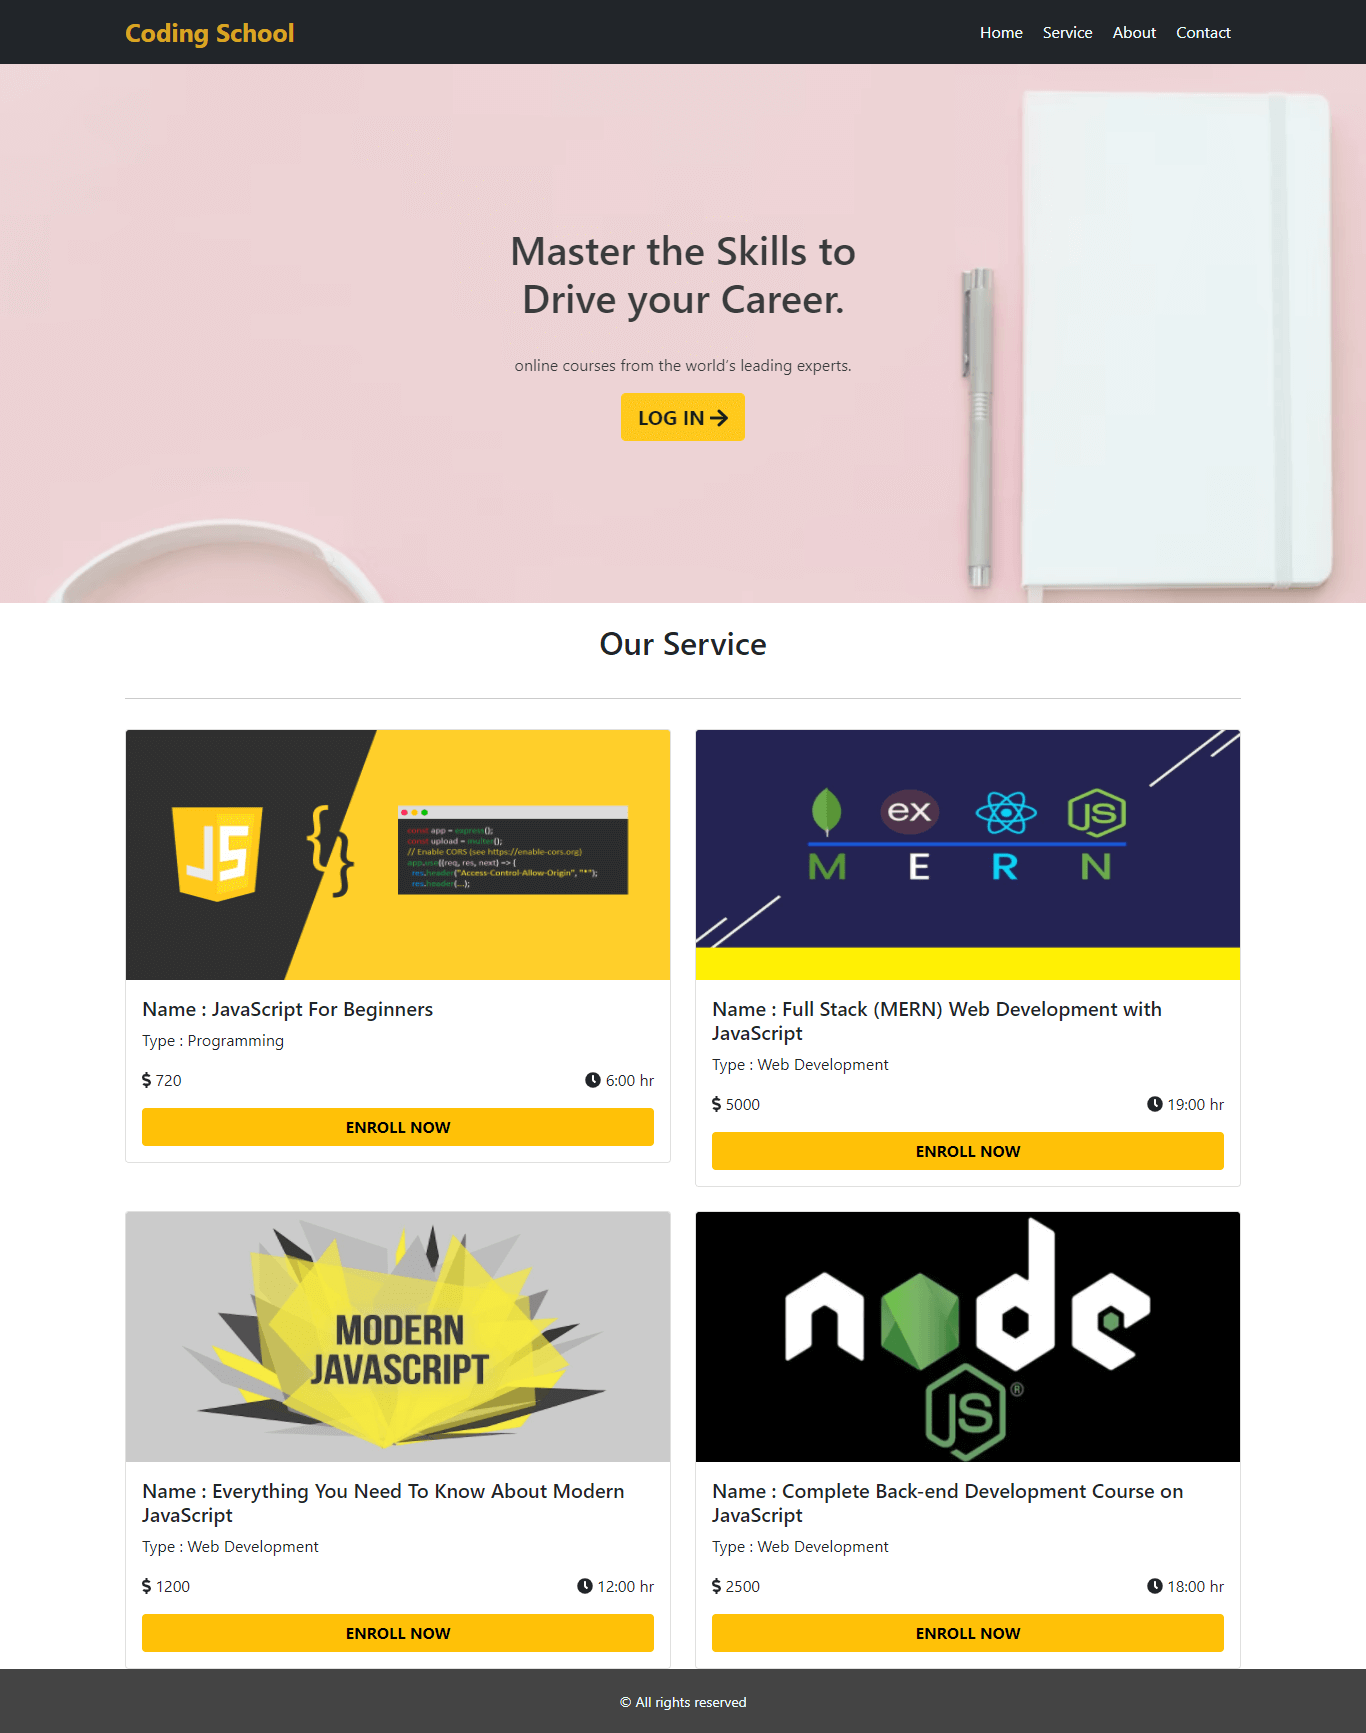 Coding School
Home Service About Contact
Master the Skills to
Drive your Career.
online courses from the world's leading experts.
LOG IN
Our Service
JS
{}
const app = express();
const upload = multer();
// Enable CORS (see https://enable-cors.org)
app.use((req, res, next) => {
res.header("Access-Control-Allow-Origin", "*");
res.header(...);
ex JS
M E R N
Name : JavaScript For Beginners
Type : Programming
$ 720 6:00 hr
ENROLL NOW
Name : Full Stack (MERN) Web Development with
JavaScript
Type : Web Development
$ 5000 19:00 hr
ENROLL NOW
MODERN
JAVASCRIPT
node
JS ®
Name : Everything You Need To Know About Modern
JavaScript
Type : Web Development
$ 1200 12:00 hr
ENROLL NOW
Name : Complete Back-end Development Course on
JavaScript
Type : Web Development
$ 2500 18:00 hr
ENROLL NOW
© All rights reserved